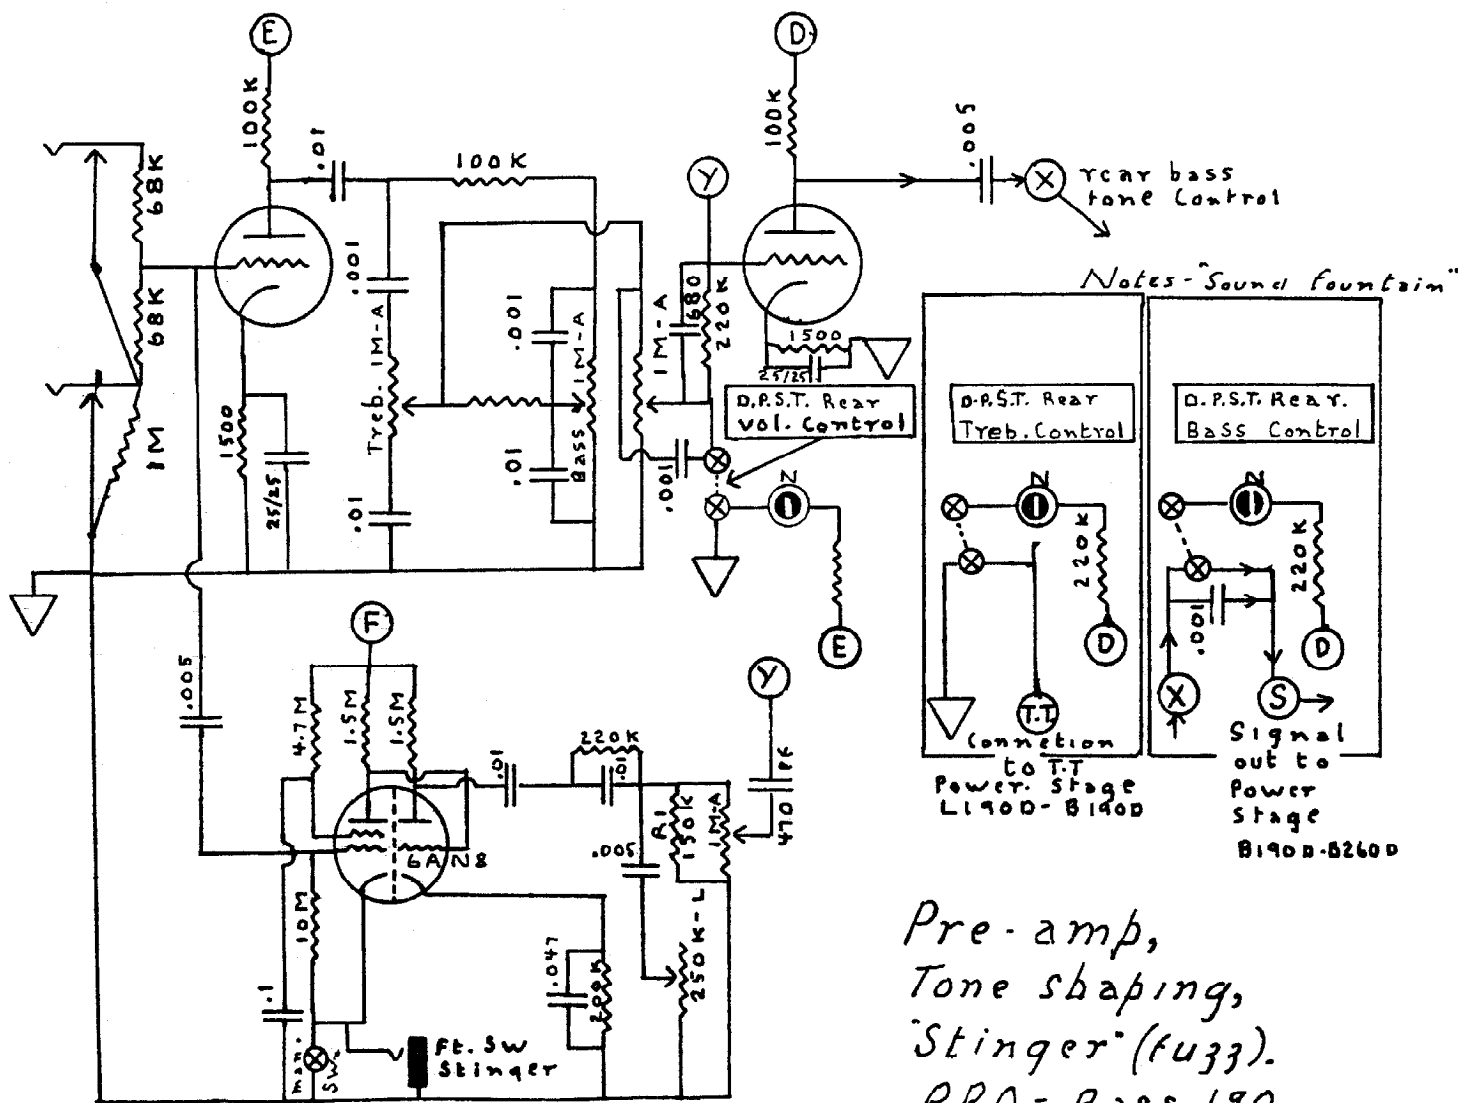 E
D
100K
.01
100K
100K
.005
Y
X
rear bass
tone Control
68K
68K
1M
.001
Treb. 1M-A
.01
1500
25/25
.001
Bass 1M-A
.01
1M-A
680
220K
.001
1500
25/25
D.P.S.T. Rear
Vol. Control
N
E
Notes-"Sound Fountain"
D.P.S.T. Rear
Treb. Control
N
220K
D
T.T
Connetion
to T.T
Power. Stage
L190D-B190D
D.P.S.T. Rear.
Bass Control
N
220K
.001
X
D
S
Signal
out to
Power
Stage
B190D-B260D
F
.005
4.7M
1.5M
1.5M
.01
220K
.01
Y
470 PF
R1
150K
1M-A
.005
6AN8
10M
.1
.047
200K
250K-L
man.
SW.
Ft. SW
Stinger
Pre-amp,
Tone shaping,
"Stinger" (fuzz).